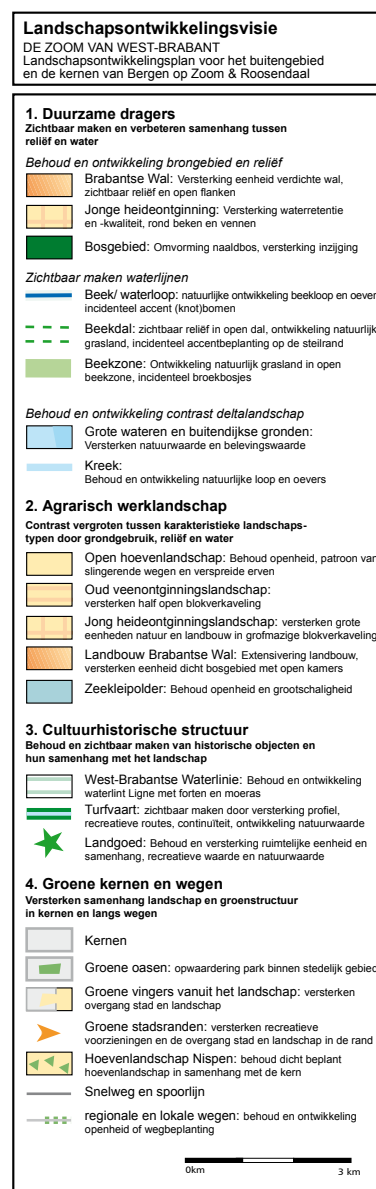 Landschapsontwikkelingsvisie
DE ZOOM VAN WEST-BRABANT
Landschapsontwikkelingsplan voor het buitengebied
en de kernen van Bergen op Zoom & Roosendaal
1. Duurzame dragers
Zichtbaar maken en verbeteren samenhang tussen
reliëf en water
Behoud en ontwikkeling brongebied en reliëf
Brabantse Wal: Versterking eenheid verdichte wal,
zichtbaar reliëf en open flanken
Jonge heideontginning: Versterking waterretentie
en -kwaliteit, rond beken en vennen
Bosgebied: Omvorming naaldbos, versterking inzijging
Zichtbaar maken waterlijnen
Beek/ waterloop: natuurlijke ontwikkeling beekloop en oever
incidenteel accent (knot)bomen
Beekdal: zichtbaar reliëf in open dal, ontwikkeling natuurlijk
grasland, incidenteel accentbeplanting op de steilrand
Beekzone: Ontwikkeling natuurlijk grasland in open
beekzone, incidenteel broekbosjes
Behoud en ontwikkeling contrast deltalandschap
Grote wateren en buitendijkse gronden:
Versterken natuurwaarde en belevingswaarde
Kreek:
Behoud en ontwikkeling natuurlijke loop en oevers
2. Agrarisch werklandschap
Contrast vergroten tussen karakteristieke landschaps-
typen door grondgebruik, reliëf en water
Open hoevenlandschap: Behoud openheid, patroon van
slingerende wegen en verspreide erven
Oud veenontginningslandschap:
versterken half open blokverkaveling
Jong heideontginningslandschap: versterken grote
eenheden natuur en landbouw in grofmazige blokverkaveling
Landbouw Brabantse Wal: Extensivering landbouw,
versterken eenheid dicht bosgebied met open kamers
Zeekleipolder: Behoud openheid en grootschaligheid
3. Cultuurhistorische structuur
Behoud en zichtbaar maken van historische objecten en
hun samenhang met het landschap
West-Brabantse Waterlinie: Behoud en ontwikkeling
waterlint Ligne met forten en moeras
Turfvaart: zichtbaar maken door versterking profiel,
recreatieve routes, continuïteit, ontwikkeling natuurwaarde
Landgoed: Behoud en versterking ruimtelijke eenheid en
samenhang, recreatieve waarde en natuurwaarde
4. Groene kernen en wegen
Versterken samenhang landschap en groenstructuur
in kernen en langs wegen
Kernen
Groene oasen: opwaardering park binnen stedelijk gebied
Groene vingers vanuit het landschap: versterken
overgang stad en landschap
Groene stadsranden: versterken recreatieve
voorzieningen en de overgang stad en landschap in de rand
Hoevenlandschap Nispen: behoud dicht beplant
hoevenlandschap in samenhang met de kern
Snelweg en spoorlijn
regionale en lokale wegen: behoud en ontwikkeling
openheid of wegbeplanting
0km 3 km